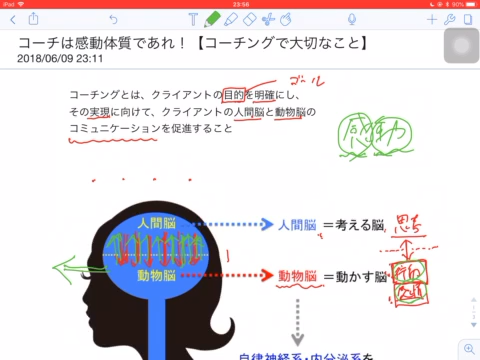 iPad
23:56
90%
コーチは感動体質であれ！【コーチングで大切なこと】
2018/06/09 23:11
ゴール
コーチングとは、クライアントの目的を明確にし、
その実現に向けて、クライアントの人間脳と動物脳の
コミュニケーションを促進すること
感動
人間脳
人間脳 ＝考える脳
思考
動物脳
動物脳 ＝動かす脳
行動
感情
自律神経系・内分泌系を